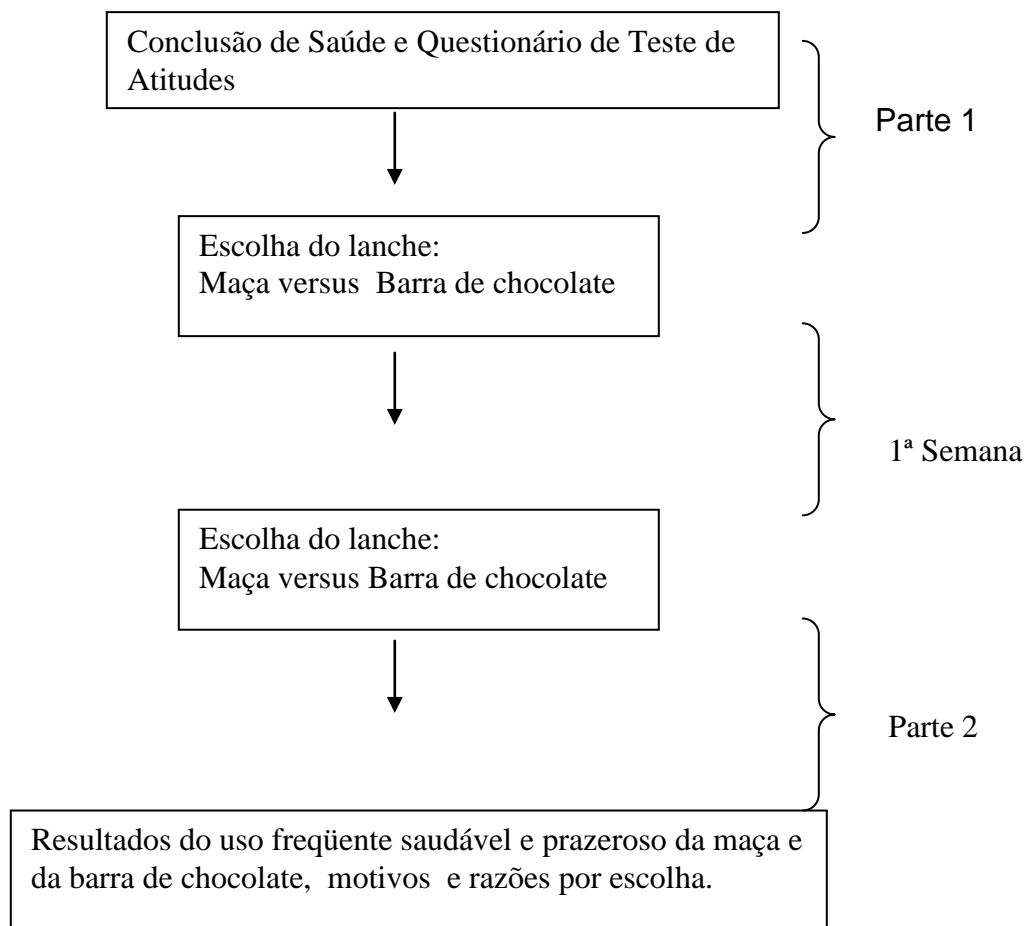 Conclusão de Saúde e Questionário de Teste de
Atitudes
Parte 1
Escolha do lanche:
Maça versus  Barra de chocolate
1ª Semana
Escolha do lanche:
Maça versus Barra de chocolate
Parte 2
Resultados do uso freqüente saudável e prazeroso da maça e
da barra de chocolate,  motivos  e razões por escolha.